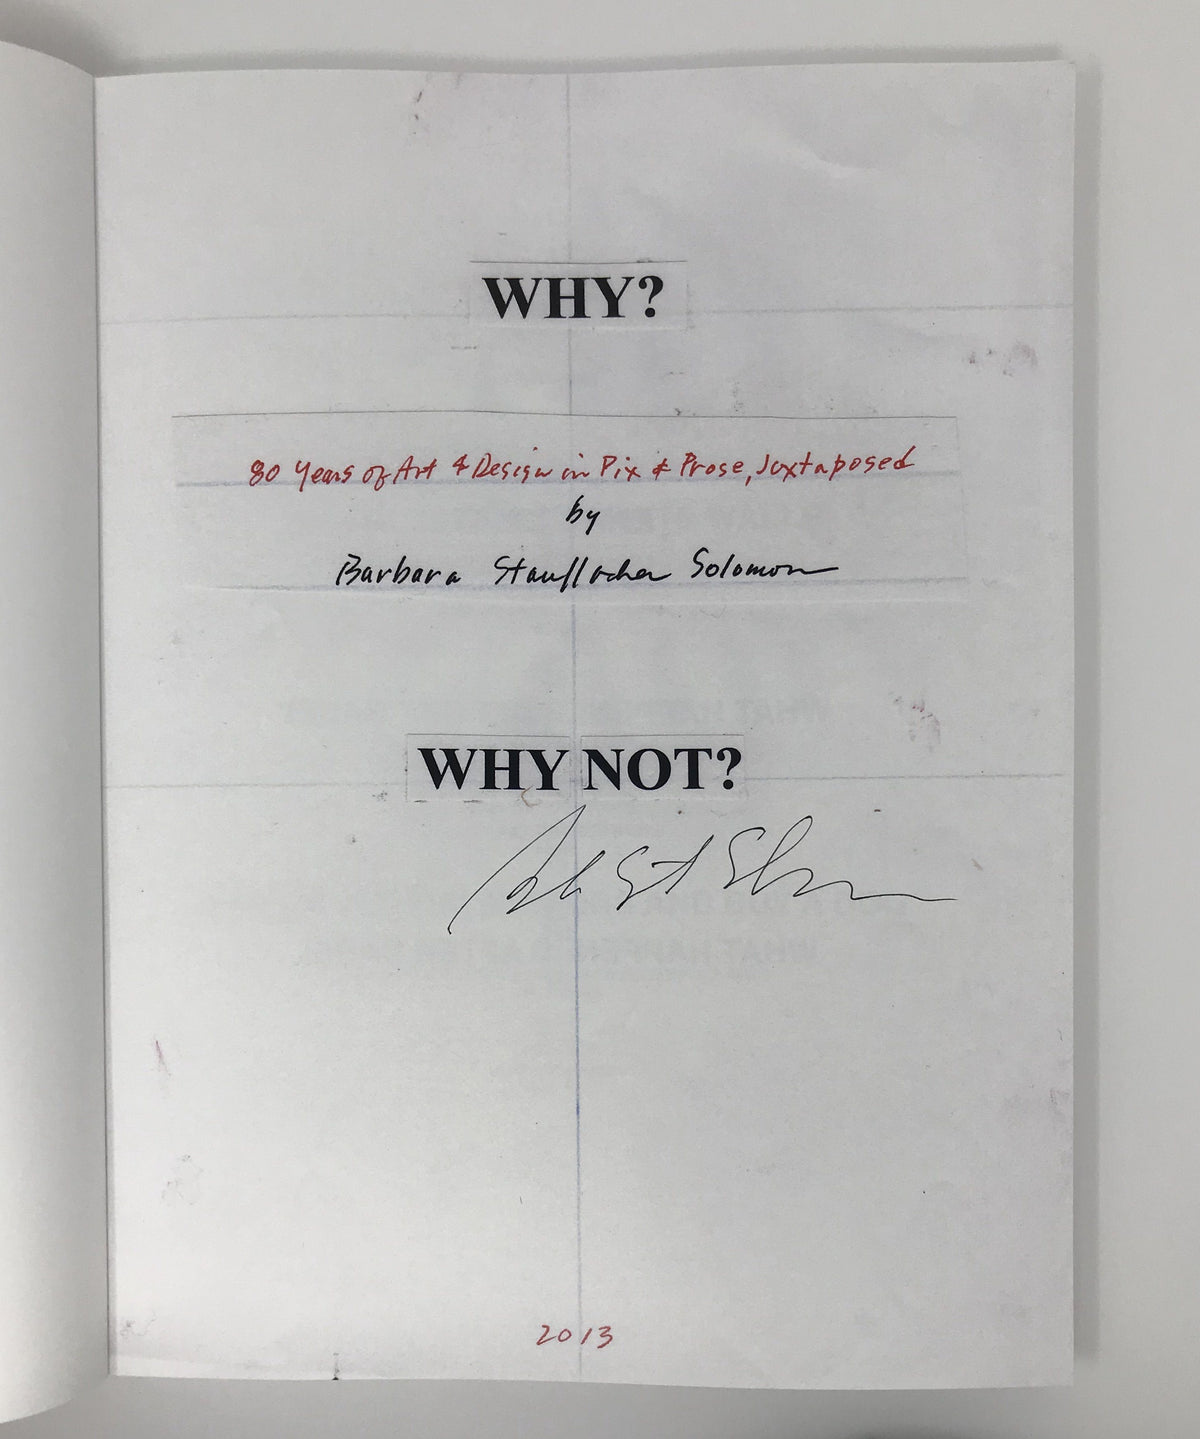 WHY?
80 Years of Art & Design in Pix & Prose, Juxtaposed
by
Barbara Stauffacher Solomon
WHY NOT?
2013